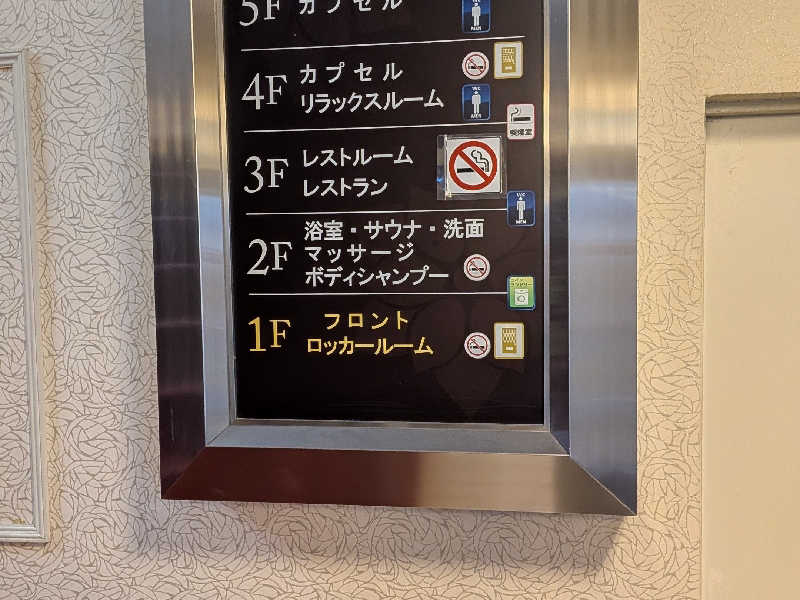 5F カプセル
4F カプセル
リラックスルーム
喫煙室
3F レストルーム
レストラン
2F 浴室・サウナ・洗面
マッサージ
ボディシャンプー
1F フロント
ロッカールーム